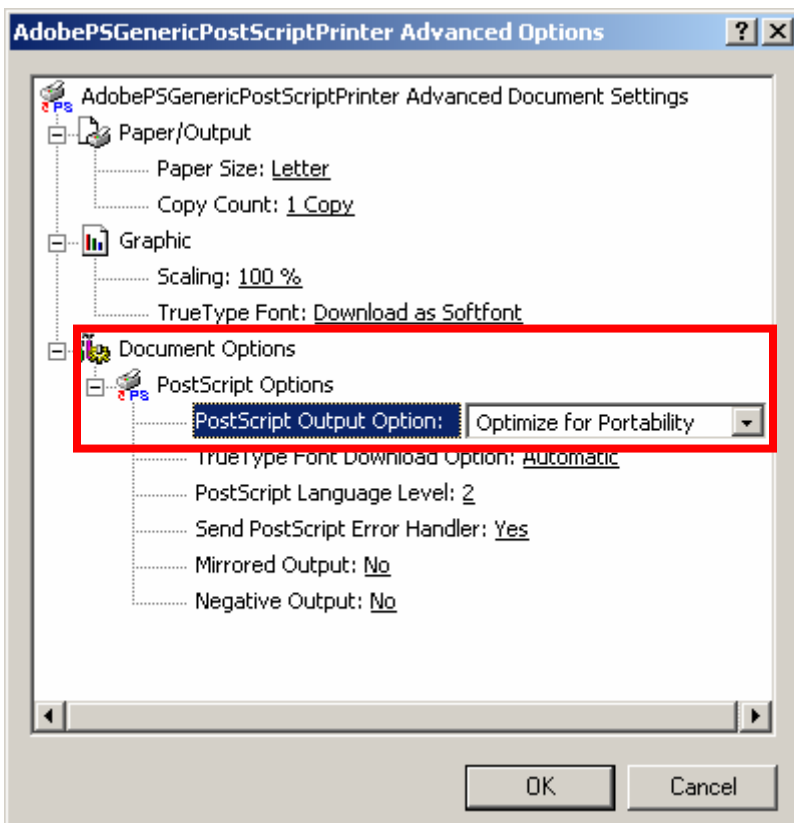 AdobePSGenericPostScriptPrinter Advanced Options
AdobePSGenericPostScriptPrinter Advanced Document Settings
Paper/Output
Paper Size: Letter
Copy Count: 1 Copy
Graphic
Scaling: 100 %
TrueType Font: Download as Softfont
Document Options
PS PostScript Options
PostScript Output Option: Optimize for Portability
TrueType Font Download Option: Automatic
PostScript Language Level: 2
Send PostScript Error Handler: Yes
Mirrored Output: No
Negative Output: No
OK Cancel